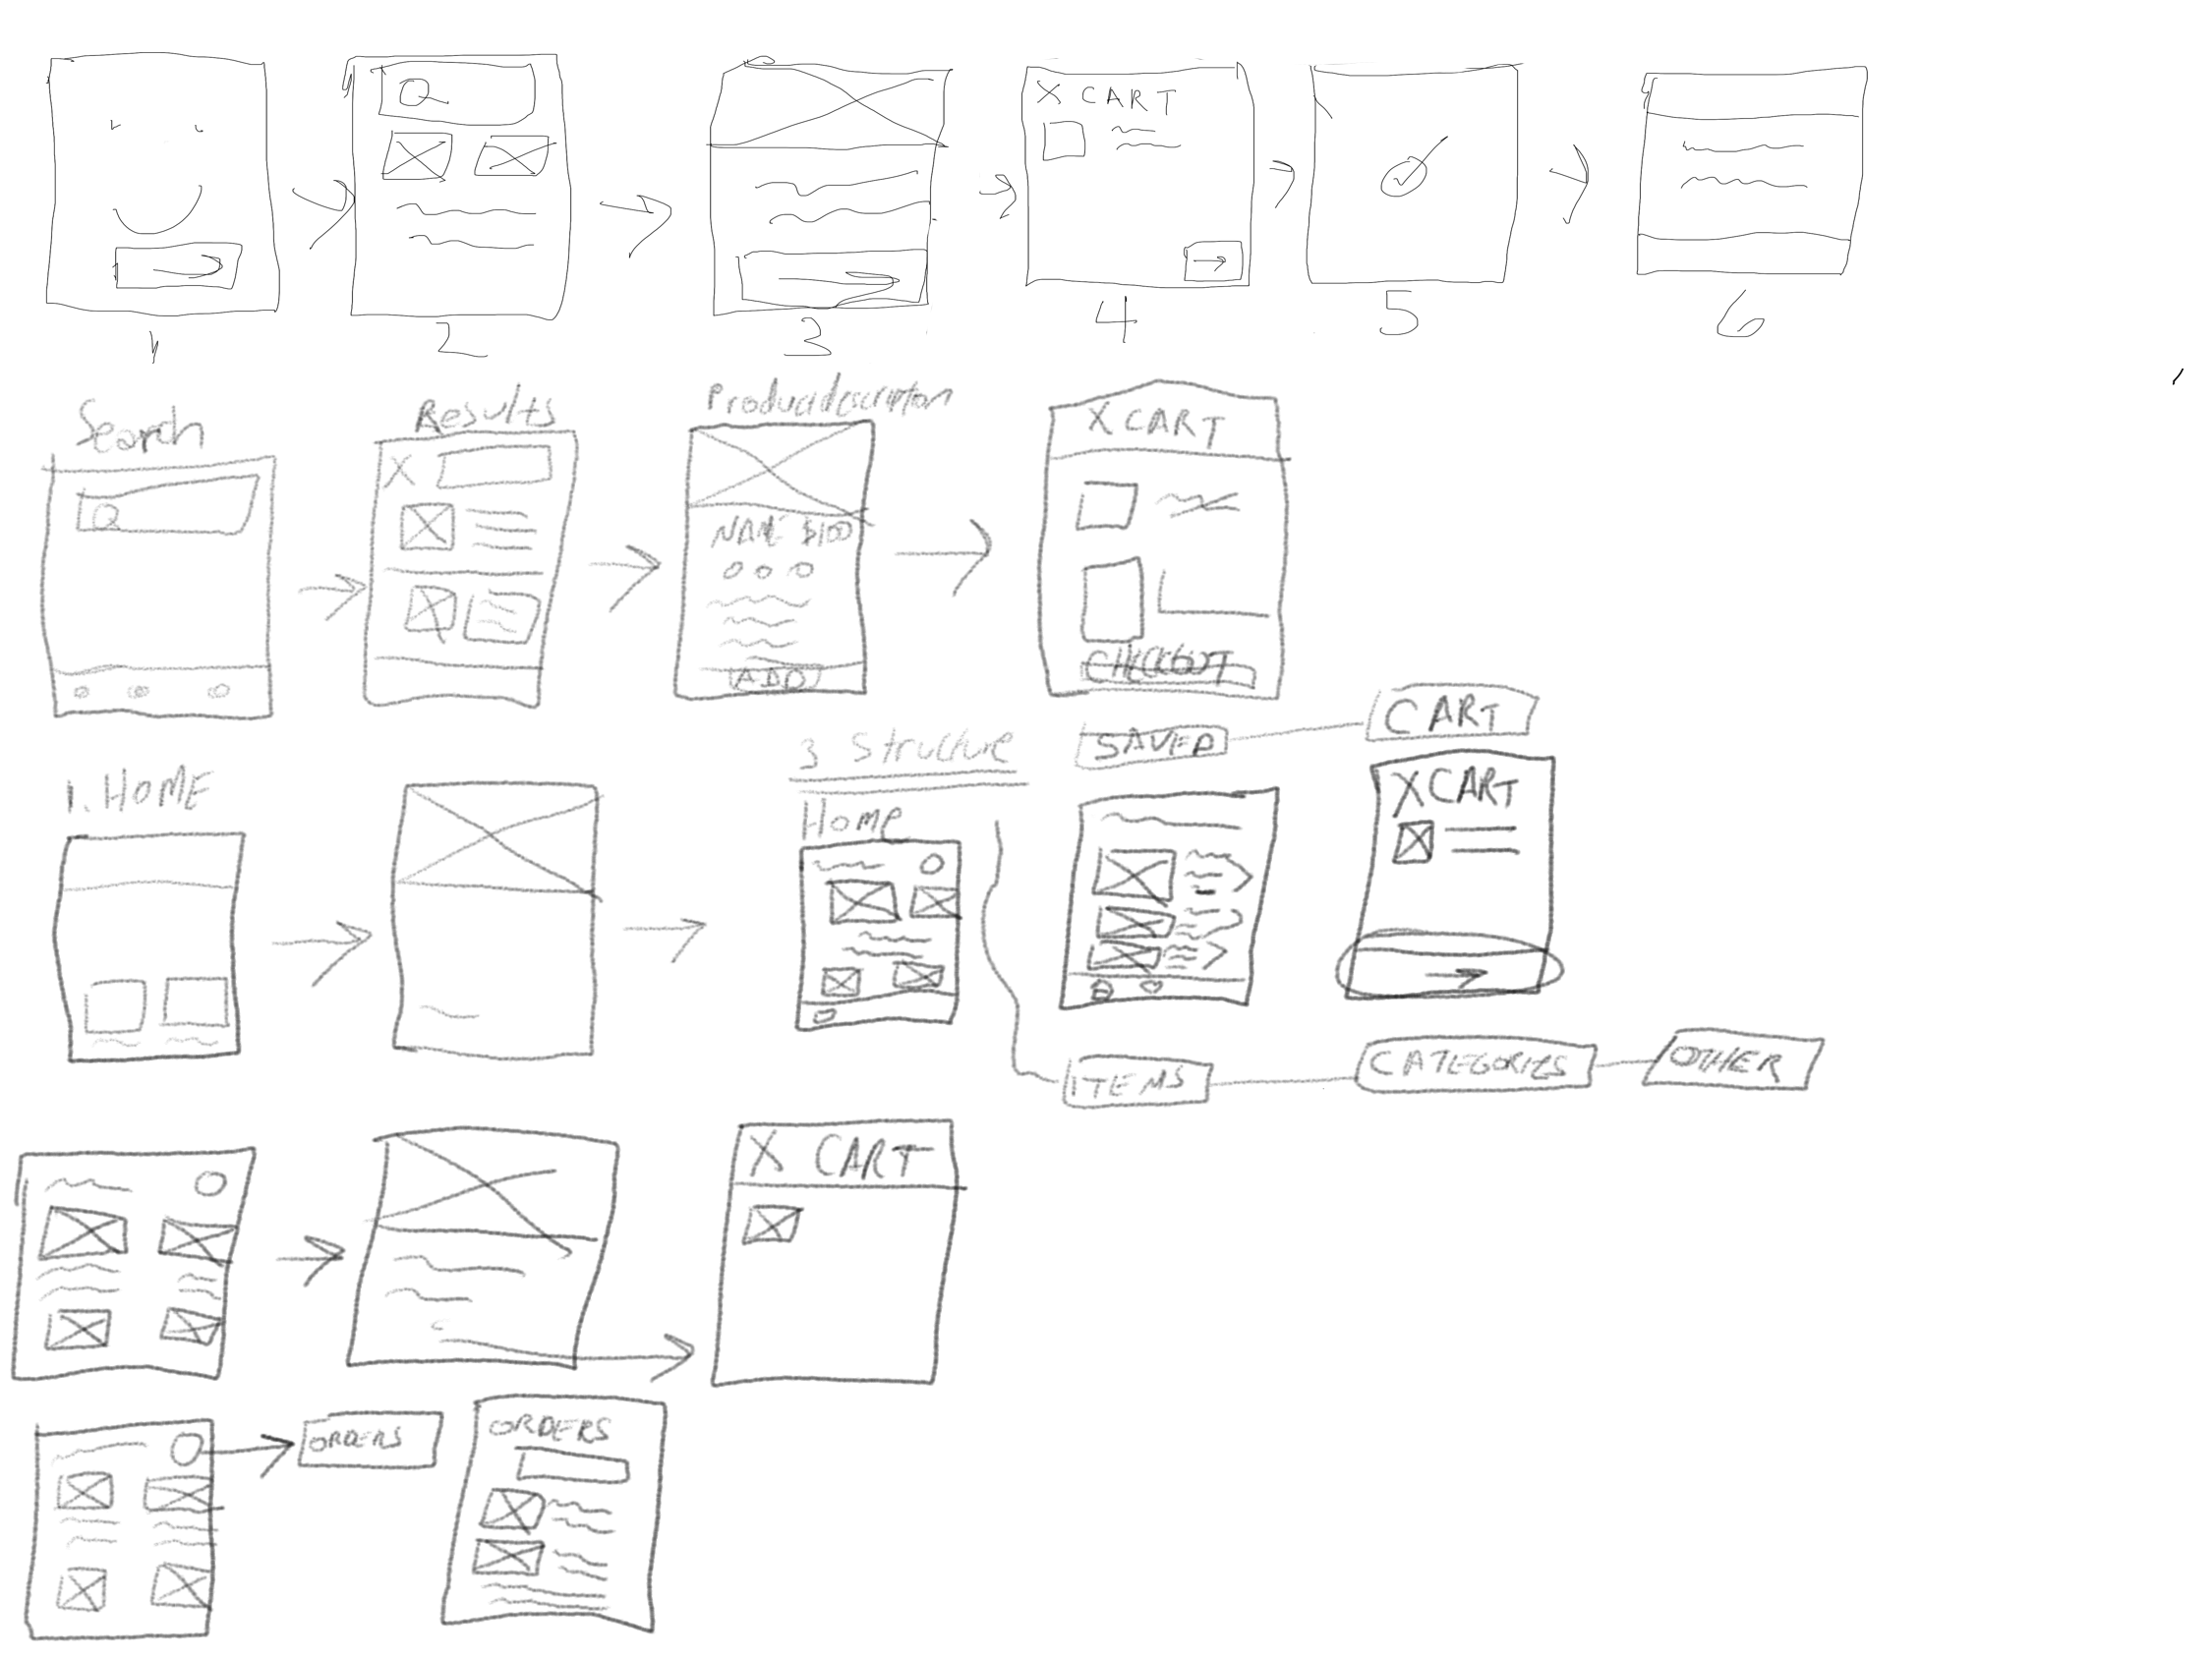 X CART
1
2
3
4
5
6
Search
Results
Productdescription
X
NAME $100
ADD
X CART
CHECKOUT
1. HOME
3 Structure
Home
SAVED
CART
X CART
ITEMS
CATEGORIES
OTHER
X CART
ORDERS
ORDERS